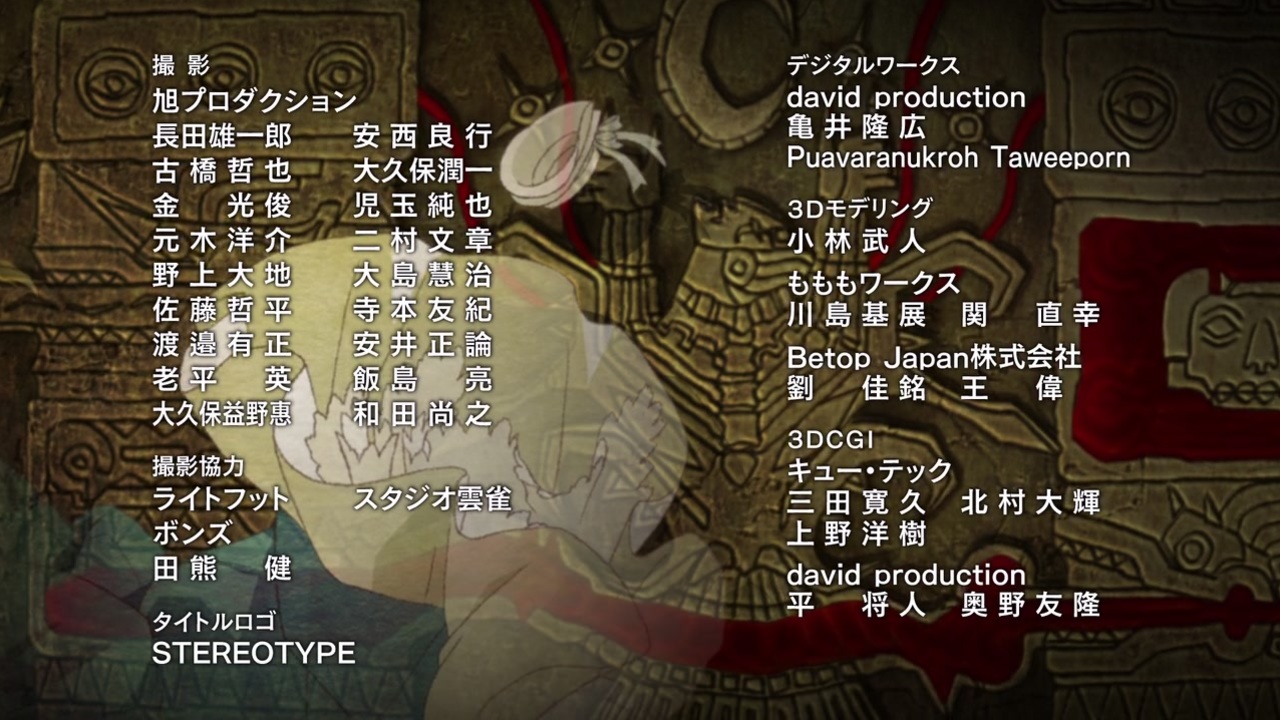 撮影
旭プロダクション
長田雄一郎 安西良行
古橋哲也 大久保潤一
金 光俊 児玉純也
元木洋介 二村文章
野上大地 大島慧治
佐藤哲平 寺本友紀
渡邉有正 安井正論
老平 英 飯島 亮
大久保益野惠 和田尚之
撮影協力
ライトフット スタジオ雲雀
ボンズ
田熊 健
タイトルロゴ
STEREOTYPE
デジタルワークス
david production
亀井隆広
Puavaranukroh Taweeporn
3Dモデリング
小林武人
もももワークス
川島基展 関 直幸
Betop Japan株式会社
劉 佳銘 王 偉
3DCGI
キュー・テック
三田寛久 北村大輝
上野洋樹
david production
平 将人 奥野友隆